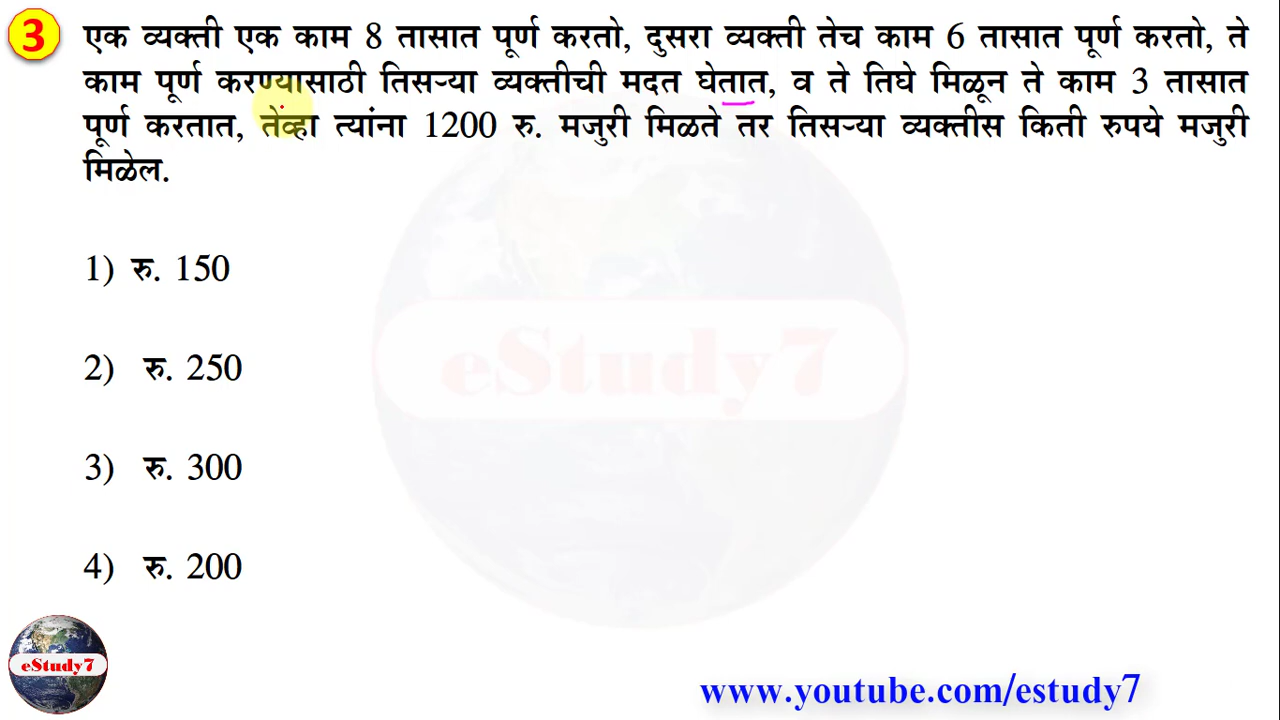 3
एक व्यक्ती एक काम 8 तासात पूर्ण करतो, दुसरा व्यक्ती तेच काम 6 तासात पूर्ण करतो, ते
काम पूर्ण करण्यासाठी तिसऱ्या व्यक्तीची मदत घेतात, व ते तिघे मिळून ते काम 3 तासात
पूर्ण करतात, तेंव्हा त्यांना 1200 रु. मजुरी मिळते तर तिसऱ्या व्यक्तीस किती रुपये मजुरी
मिळेल.
1) रु. 150
2) रु. 250
3) रु. 300
4) रु. 200
eStudy7
eStudy7
www.youtube.com/estudy7